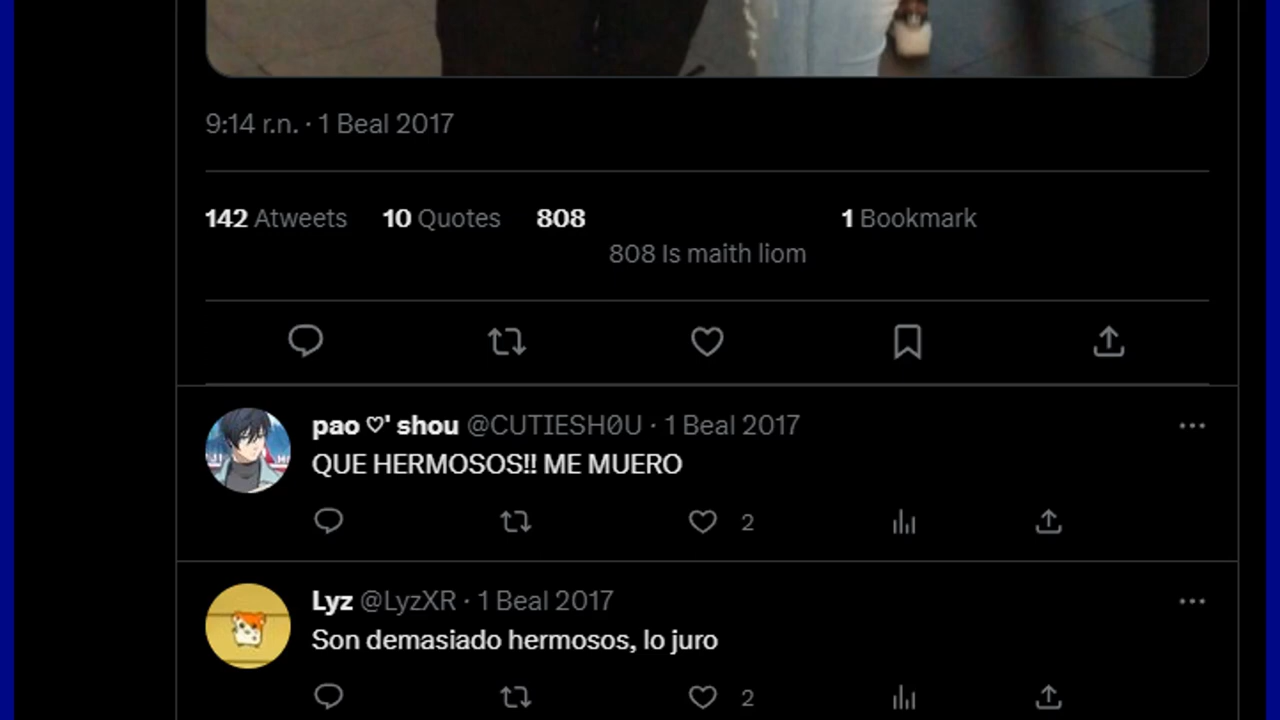 9:14 r.n. · 1 Beal 2017
142 Atweets 10 Quotes 808 1 Bookmark
808 Is maith liom
pao ♡' shou @CUTIESH0U · 1 Beal 2017
QUE HERMOSOS!! ME MUERO
2
Lyz @LyzXR · 1 Beal 2017
Son demasiado hermosos, lo juro
2